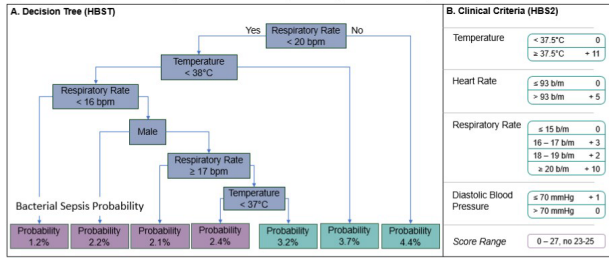 A. Decision Tree (HBST)
Yes
Respiratory Rate
< 20 bpm
No
Temperature
< 38°C
Respiratory Rate
< 16 bpm
Male
Respiratory Rate
≥ 17 bpm
Temperature
< 37°C
Bacterial Sepsis Probability
Probability
1.2%
Probability
2.2%
Probability
2.1%
Probability
2.4%
Probability
3.2%
Probability
3.7%
Probability
4.4%
B. Clinical Criteria (HBS2)
Temperature
< 37.5°C 0
≥ 37.5°C + 11
Heart Rate
≤ 93 b/m 0
> 93 b/m + 5
Respiratory Rate
≤ 15 b/m 0
16 – 17 b/m + 3
18 – 19 b/m + 2
≥ 20 b/m + 10
Diastolic Blood
Pressure
≤ 70 mmHg + 1
> 70 mmHg 0
Score Range
0 – 27, no 23-25